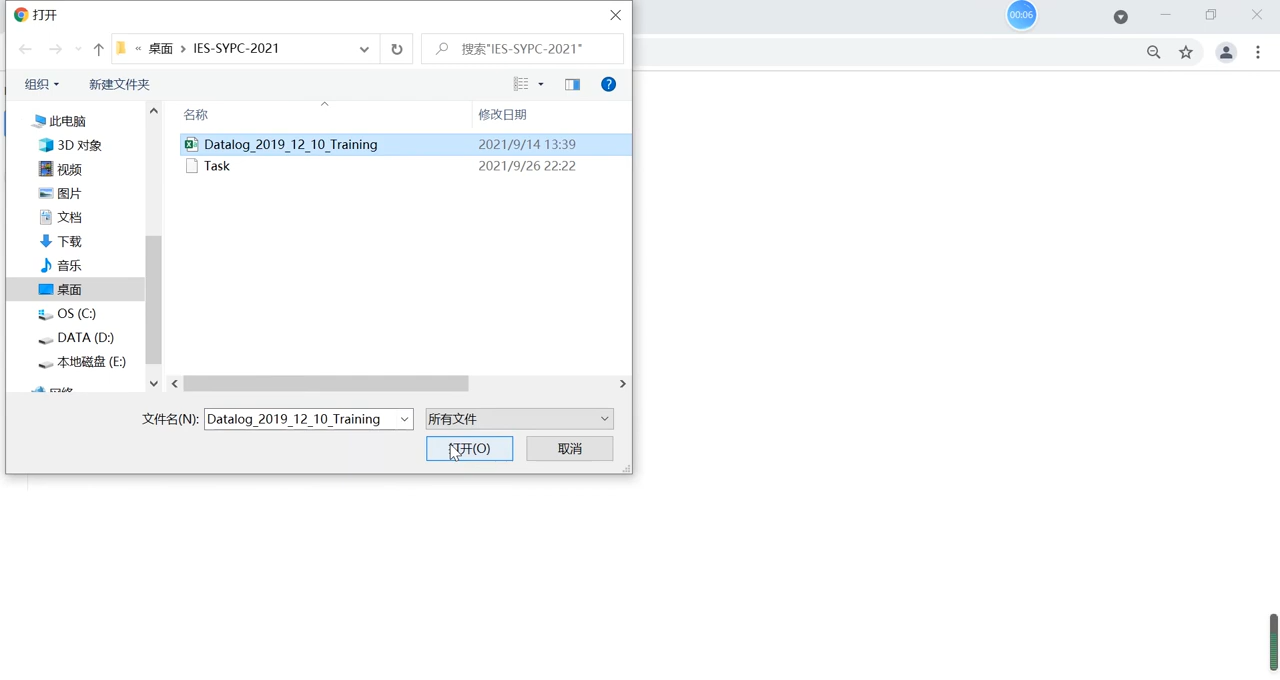 打开
00:06
« 桌面 › IES-SYPC-2021
搜索"IES-SYPC-2021"
组织
新建文件夹
名称
修改日期
此电脑
3D 对象
视频
图片
文档
下载
音乐
桌面
OS (C:)
DATA (D:)
本地磁盘 (E:)
网络
Datalog_2019_12_10_Training 2021/9/14 13:39
Task 2021/9/26 22:22
文件名(N): Datalog_2019_12_10_Training
所有文件
打开(O)
取消